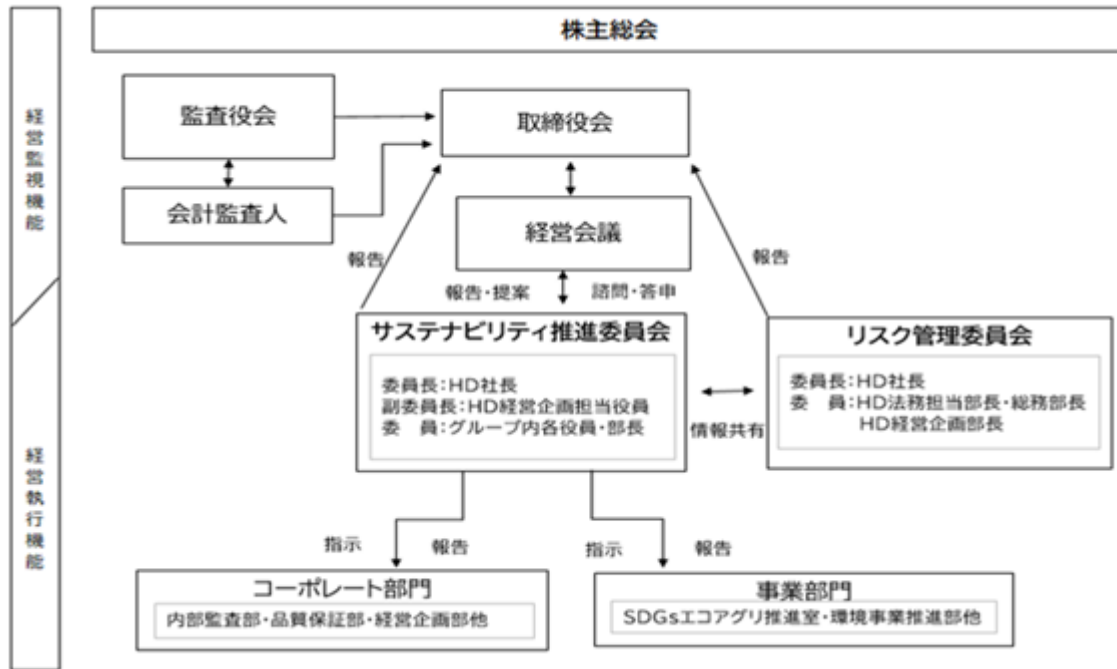 株主総会
経営監視機能
監査役会
取締役会
会計監査人
経営会議
報告
報告・提案
諮問・答申
報告
サステナビリティ推進委員会
委員長：HD社長
副委員長：HD経営企画担当役員
委　員：グループ内各役員・部長
情報共有
リスク管理委員会
委員長：HD社長
委　員：HD法務担当部長・総務部長
HD経営企画部長
経営執行機能
指示
報告
指示
報告
コーポレート部門
内部監査部・品質保証部・経営企画部他
事業部門
SDGsエコアグリ推進室・環境事業推進部他